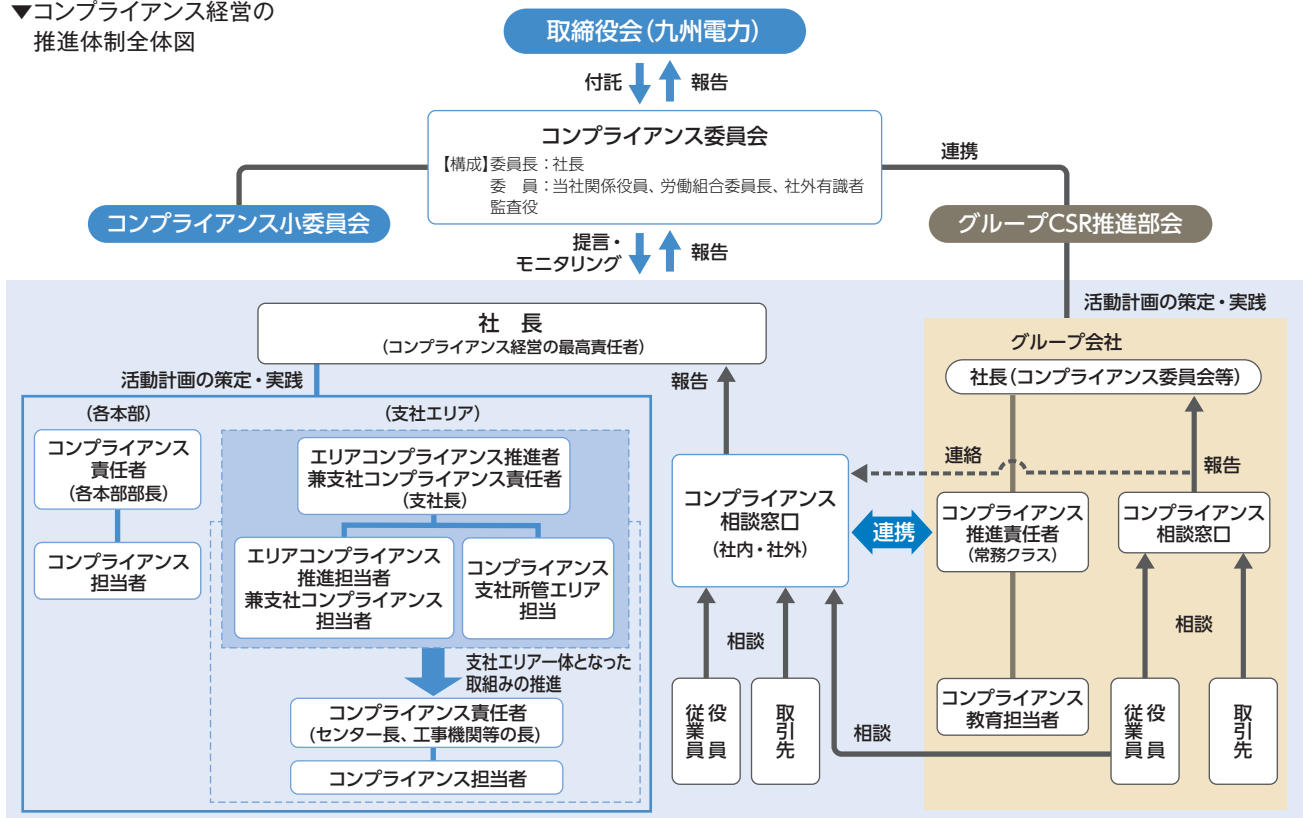 ▼コンプライアンス経営の
推進体制全体図
取締役会(九州電力)
付託
報告
コンプライアンス委員会
【構成】委員長：社長
委　員：当社関係役員、労働組合委員長、社外有識者
監査役
連携
コンプライアンス小委員会
グループCSR推進部会
提言・
モニタリング
報告
社　長
(コンプライアンス経営の最高責任者)
活動計画の策定・実践
(各本部)
コンプライアンス
責任者
(各本部部長)
コンプライアンス
担当者
(支社エリア)
エリアコンプライアンス推進者
兼支社コンプライアンス責任者
(支社長)
エリアコンプライアンス
推進担当者
兼支社コンプライアンス
担当者
コンプライアンス
支社所管エリア
担当
支社エリア一体となった
取組みの推進
コンプライアンス責任者
(センター長、工事機関等の長)
コンプライアンス担当者
報告
コンプライアンス
相談窓口
(社内・社外)
連携
連絡
相談
役員
従業員
取引先
相談
活動計画の策定・実践
グループ会社
社長(コンプライアンス委員会等)
報告
コンプライアンス
推進責任者
(常務クラス)
コンプライアンス
相談窓口
相談
コンプライアンス
教育担当者
役員
従業員
取引先